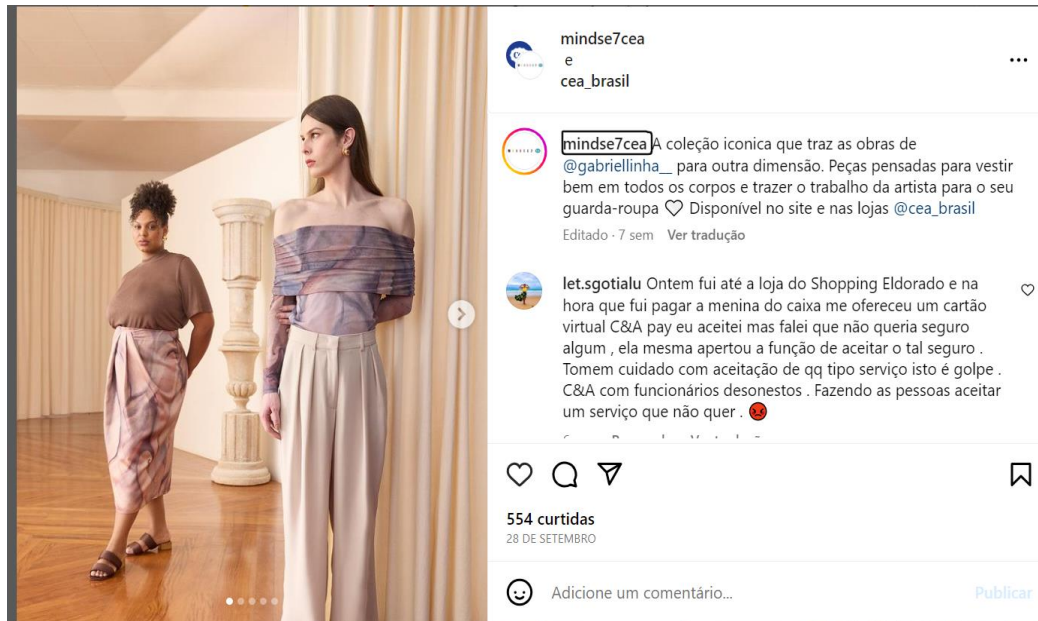 mindse7cea
e
cea_brasil
mindse7cea A coleção iconica que traz as obras de
@gabriellinha__ para outra dimensão. Peças pensadas para vestir
bem em todos os corpos e trazer o trabalho da artista para o seu
guarda-roupa ♡ Disponível no site e nas lojas @cea_brasil
Editado · 7 sem Ver tradução
let.sgotialu Ontem fui até a loja do Shopping Eldorado e na
hora que fui pagar a menina do caixa me ofereceu um cartão
virtual C&A pay eu aceitei mas falei que não queria seguro
algum , ela mesma apertou a função de aceitar o tal seguro .
Tomem cuidado com aceitação de qq tipo serviço isto é golpe .
C&A com funcionários desonestos . Fazendo as pessoas aceitar
um serviço que não quer . 😡
554 curtidas
28 DE SETEMBRO
Adicione um comentário...
Publicar